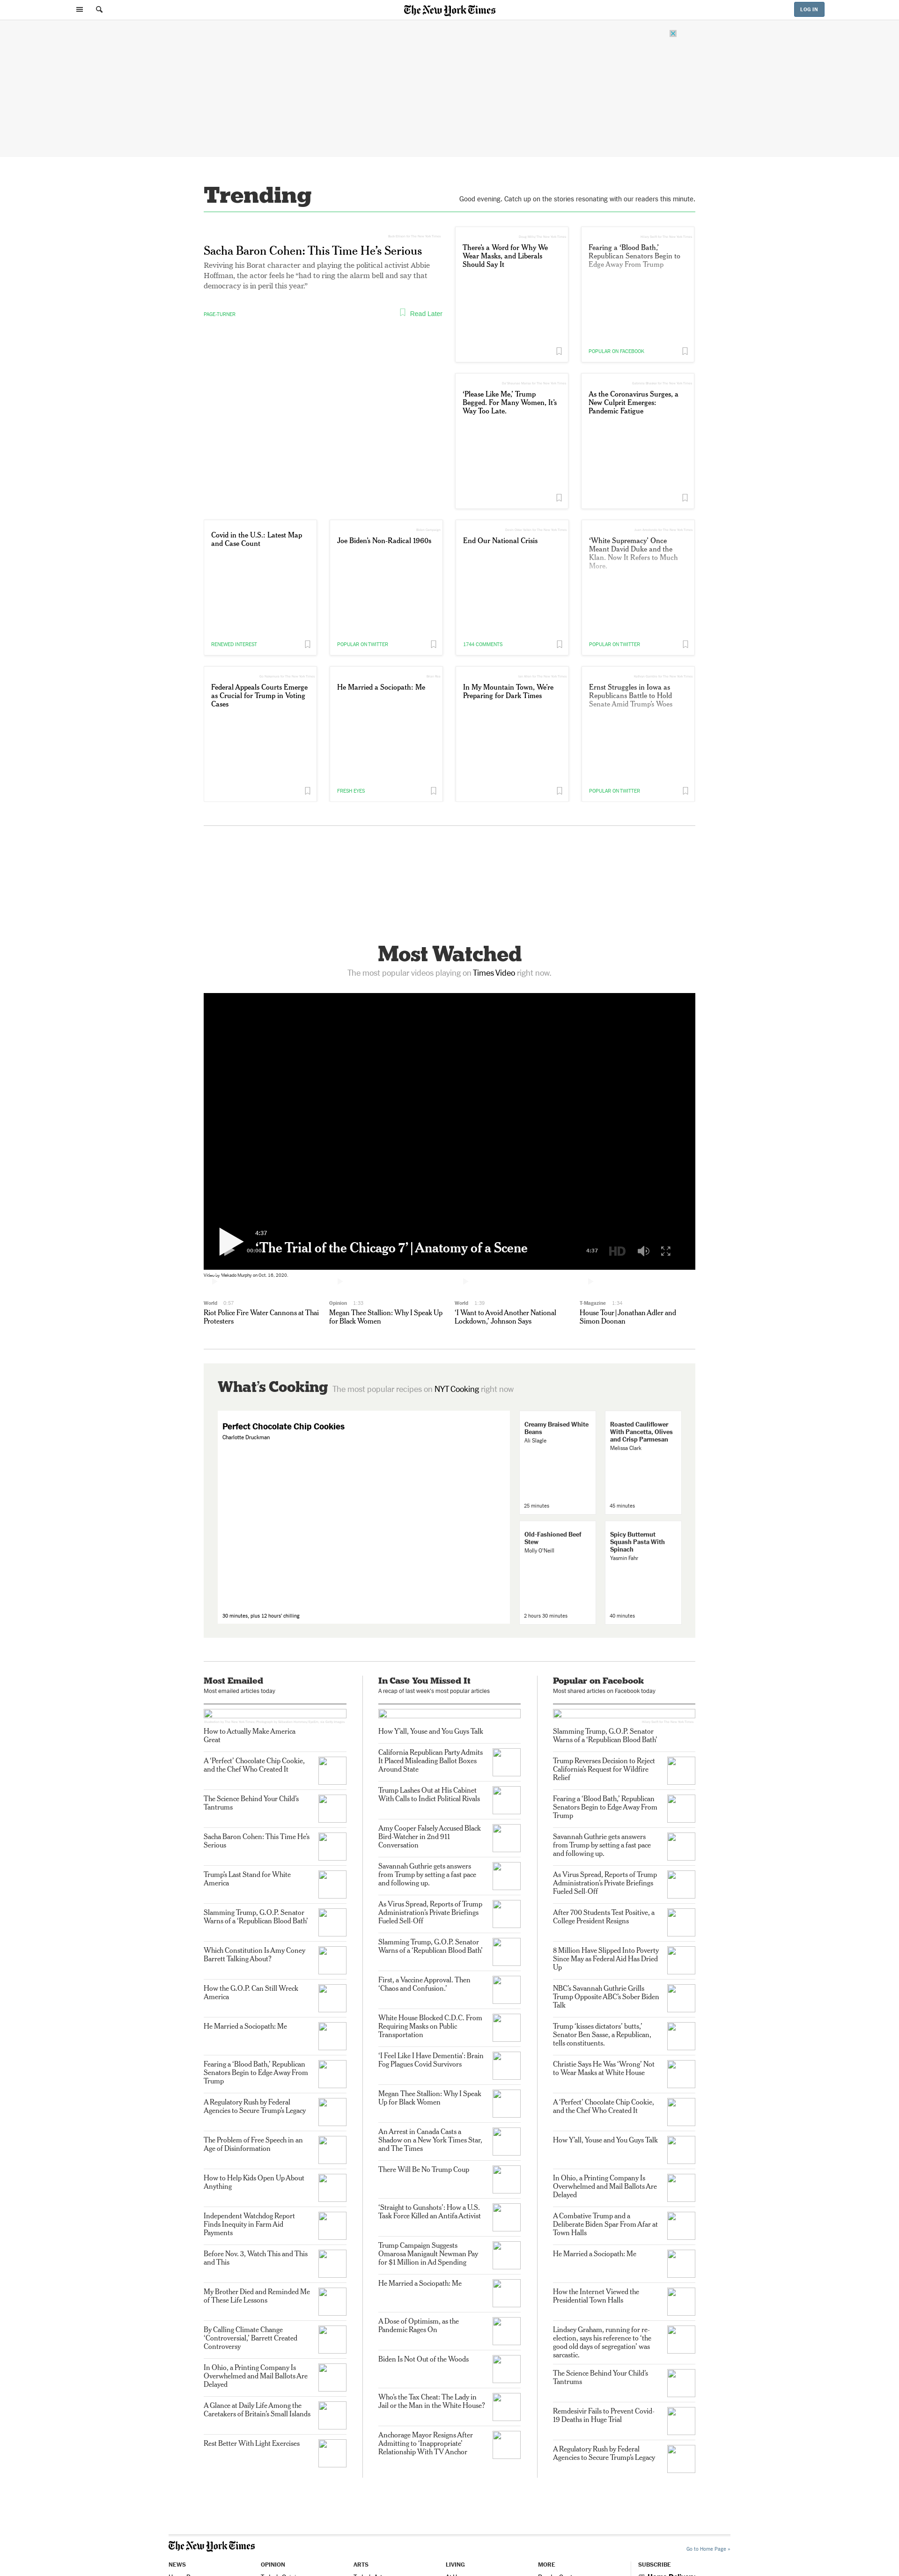 The New York Times
LOG IN
Trending
Good evening. Catch up on the stories resonating with our readers this minute.
Sacha Baron Cohen: This Time He's Serious
Reviving his Borat character and playing the political activist Abbie
Hoffman, the actor feels he “had to ring the alarm bell and say that
democracy is in peril this year.”
PAGE-TURNER
Read Later
There's a Word for Why We
Wear Masks, and Liberals
Should Say It
Fearing a ‘Blood Bath,’
Republican Senators Begin to
Edge Away From Trump
POPULAR ON FACEBOOK
‘Please Like Me,’ Trump
Begged. For Many Women, It's
Way Too Late.
As the Coronavirus Surges, a
New Culprit Emerges:
Pandemic Fatigue
Covid in the U.S.: Latest Map
and Case Count
RENEWED INTEREST
Joe Biden's Non-Radical 1960s
POPULAR ON TWITTER
End Our National Crisis
1744 COMMENTS
‘White Supremacy’ Once
Meant David Duke and the
Klan. Now It Refers to Much
More.
POPULAR ON TWITTER
Federal Appeals Courts Emerge
as Crucial for Trump in Voting
Cases
He Married a Sociopath: Me
FRESH EYES
In My Mountain Town, We're
Preparing for Dark Times
Ernst Struggles in Iowa as
Republicans Battle to Hold
Senate Amid Trump's Woes
POPULAR ON TWITTER
Most Watched
The most popular videos playing on Times Video right now.
4:37
‘The Trial of the Chicago 7’ | Anatomy of a Scene
00:00
4:37
HD
Mekado Murphy on Oct. 16, 2020.
World 0:37
Riot Police Fire Water Cannons at Thai
Protesters
Opinion 1:33
Megan Thee Stallion: Why I Speak Up
for Black Women
World 1:39
‘I Want to Avoid Another National
Lockdown,’ Johnson Says
T-Magazine 1:34
House Tour | Jonathan Adler and
Simon Doonan
What's Cooking The most popular recipes on NYT Cooking right now
Perfect Chocolate Chip Cookies
Charlotte Druckman
30 minutes, plus 12 hours' chilling
Creamy Braised White
Beans
Ali Slagle
25 minutes
Roasted Cauliflower
With Pancetta, Olives
and Crisp Parmesan
Melissa Clark
45 minutes
Old-Fashioned Beef
Stew
Molly O'Neill
2 hours 30 minutes
Spicy Butternut
Squash Pasta With
Spinach
Yasmin Fahr
40 minutes
Most Emailed
Most emailed articles today
How to Actually Make America
Great
A ‘Perfect’ Chocolate Chip Cookie,
and the Chef Who Created It
The Science Behind Your Child's
Tantrums
Sacha Baron Cohen: This Time He's
Serious
Trump's Last Stand for White
America
Slamming Trump, G.O.P. Senator
Warns of a ‘Republican Blood Bath’
Which Constitution Is Amy Coney
Barrett Talking About?
How the G.O.P. Can Still Wreck
America
He Married a Sociopath: Me
Fearing a ‘Blood Bath,’ Republican
Senators Begin to Edge Away From
Trump
A Regulatory Rush by Federal
Agencies to Secure Trump's Legacy
The Problem of Free Speech in an
Age of Disinformation
How to Help Kids Open Up About
Anything
Independent Watchdog Report
Finds Inequity in Farm Aid
Payments
Before Nov. 3, Watch This and This
and This
My Brother Died and Reminded Me
of These Life Lessons
By Calling Climate Change
‘Controversial,’ Barrett Created
Controversy
In Ohio, a Printing Company Is
Overwhelmed and Mail Ballots Are
Delayed
A Glance at Daily Life Among the
Caretakers of Britain's Small Islands
Rest Better With Light Exercises
In Case You Missed It
A recap of last week's most popular articles
How Y'all, Youse and You Guys Talk
California Republican Party Admits
It Placed Misleading Ballot Boxes
Around State
Trump Lashes Out at His Cabinet
With Calls to Indict Political Rivals
Amy Cooper Falsely Accused Black
Bird-Watcher in 2nd 911
Conversation
Savannah Guthrie gets answers
from Trump by setting a fast pace
and following up.
As Virus Spread, Reports of Trump
Administration's Private Briefings
Fueled Sell-Off
Slamming Trump, G.O.P. Senator
Warns of a ‘Republican Blood Bath’
First, a Vaccine Approval. Then
‘Chaos and Confusion.’
White House Blocked C.D.C. From
Requiring Masks on Public
Transportation
‘I Feel Like I Have Dementia’: Brain
Fog Plagues Covid Survivors
Megan Thee Stallion: Why I Speak
Up for Black Women
An Arrest in Canada Casts a
Shadow on a New York Times Star,
and The Times
There Will Be No Trump Coup
‘Straight to Gunshots’: How a U.S.
Task Force Killed an Antifa Activist
Trump Campaign Suggests
Omarosa Manigault Newman Pay
for $1 Million in Ad Spending
He Married a Sociopath: Me
A Dose of Optimism, as the
Pandemic Rages On
Biden Is Not Out of the Woods
Who's the Tax Cheat: The Lady in
Jail or the Man in the White House?
Anchorage Mayor Resigns After
Admitting to ‘Inappropriate’
Relationship With TV Anchor
Popular on Facebook
Most shared articles on Facebook today
Slamming Trump, G.O.P. Senator
Warns of a ‘Republican Blood Bath’
Trump Reverses Decision to Reject
California's Request for Wildfire
Relief
Fearing a ‘Blood Bath,’ Republican
Senators Begin to Edge Away From
Trump
Savannah Guthrie gets answers
from Trump by setting a fast pace
and following up.
As Virus Spread, Reports of Trump
Administration's Private Briefings
Fueled Sell-Off
After 700 Students Test Positive, a
College President Resigns
8 Million Have Slipped Into Poverty
Since May as Federal Aid Has Dried
Up
NBC's Savannah Guthrie Grills
Trump Opposite ABC's Sober Biden
Talk
Trump ‘kisses dictators’ butts,’
Senator Ben Sasse, a Republican,
tells constituents.
Christie Says He Was ‘Wrong’ Not
to Wear Masks at White House
A ‘Perfect’ Chocolate Chip Cookie,
and the Chef Who Created It
How Y'all, Youse and You Guys Talk
In Ohio, a Printing Company Is
Overwhelmed and Mail Ballots Are
Delayed
A Combative Trump and a
Deliberate Biden Spar From Afar at
Town Halls
He Married a Sociopath: Me
How the Internet Viewed the
Presidential Town Halls
Lindsey Graham, running for re-
election, says his reference to ‘the
good old days of segregation’ was
sarcastic.
The Science Behind Your Child's
Tantrums
Remdesivir Fails to Prevent Covid-
19 Deaths in Huge Trial
A Regulatory Rush by Federal
Agencies to Secure Trump's Legacy
The New York Times
Go to Home Page »
NEWS
OPINION
ARTS
LIVING
MORE
SUBSCRIBE